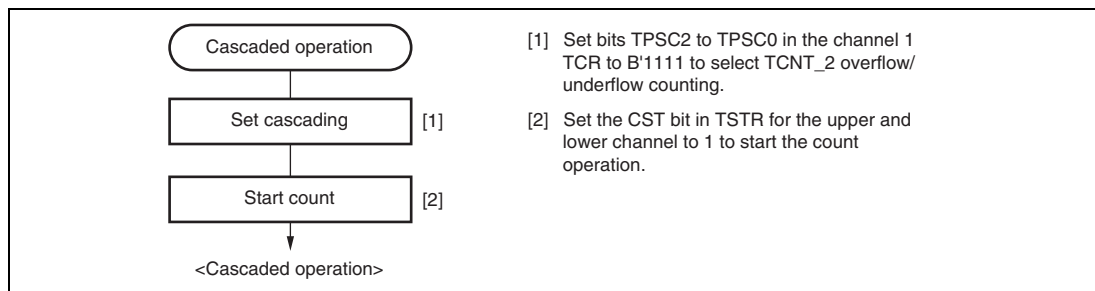 Cascaded operation
Set cascading
[1]
Start count
[2]
<Cascaded operation>
[1] Set bits TPSC2 to TPSC0 in the channel 1
TCR to B'1111 to select TCNT_2 overflow/
underflow counting.
[2] Set the CST bit in TSTR for the upper and
lower channel to 1 to start the count
operation.